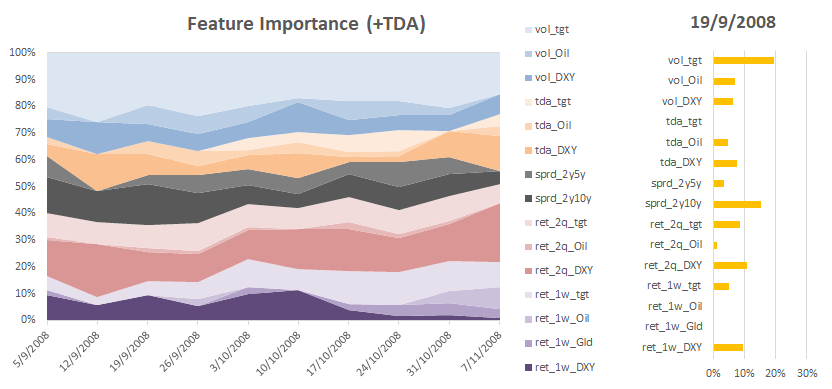 Feature Importance (+TDA)
100%
90%
80%
70%
60%
50%
40%
30%
20%
10%
0%
5/9/2008
12/9/2008
19/9/2008
26/9/2008
3/10/2008
10/10/2008
17/10/2008
24/10/2008
31/10/2008
7/11/2008
vol_tgt
vol_Oil
vol_DXY
tda_tgt
tda_Oil
tda_DXY
sprd_2y5y
sprd_2y10y
ret_2q_tgt
ret_2q_Oil
ret_2q_DXY
ret_1w_tgt
ret_1w_Oil
ret_1w_Gld
ret_1w_DXY
19/9/2008
vol_tgt
vol_Oil
vol_DXY
tda_tgt
tda_Oil
tda_DXY
sprd_2y5y
sprd_2y10y
ret_2q_tgt
ret_2q_Oil
ret_2q_DXY
ret_1w_tgt
ret_1w_Oil
ret_1w_Gld
ret_1w_DXY
0% 10% 20% 30%